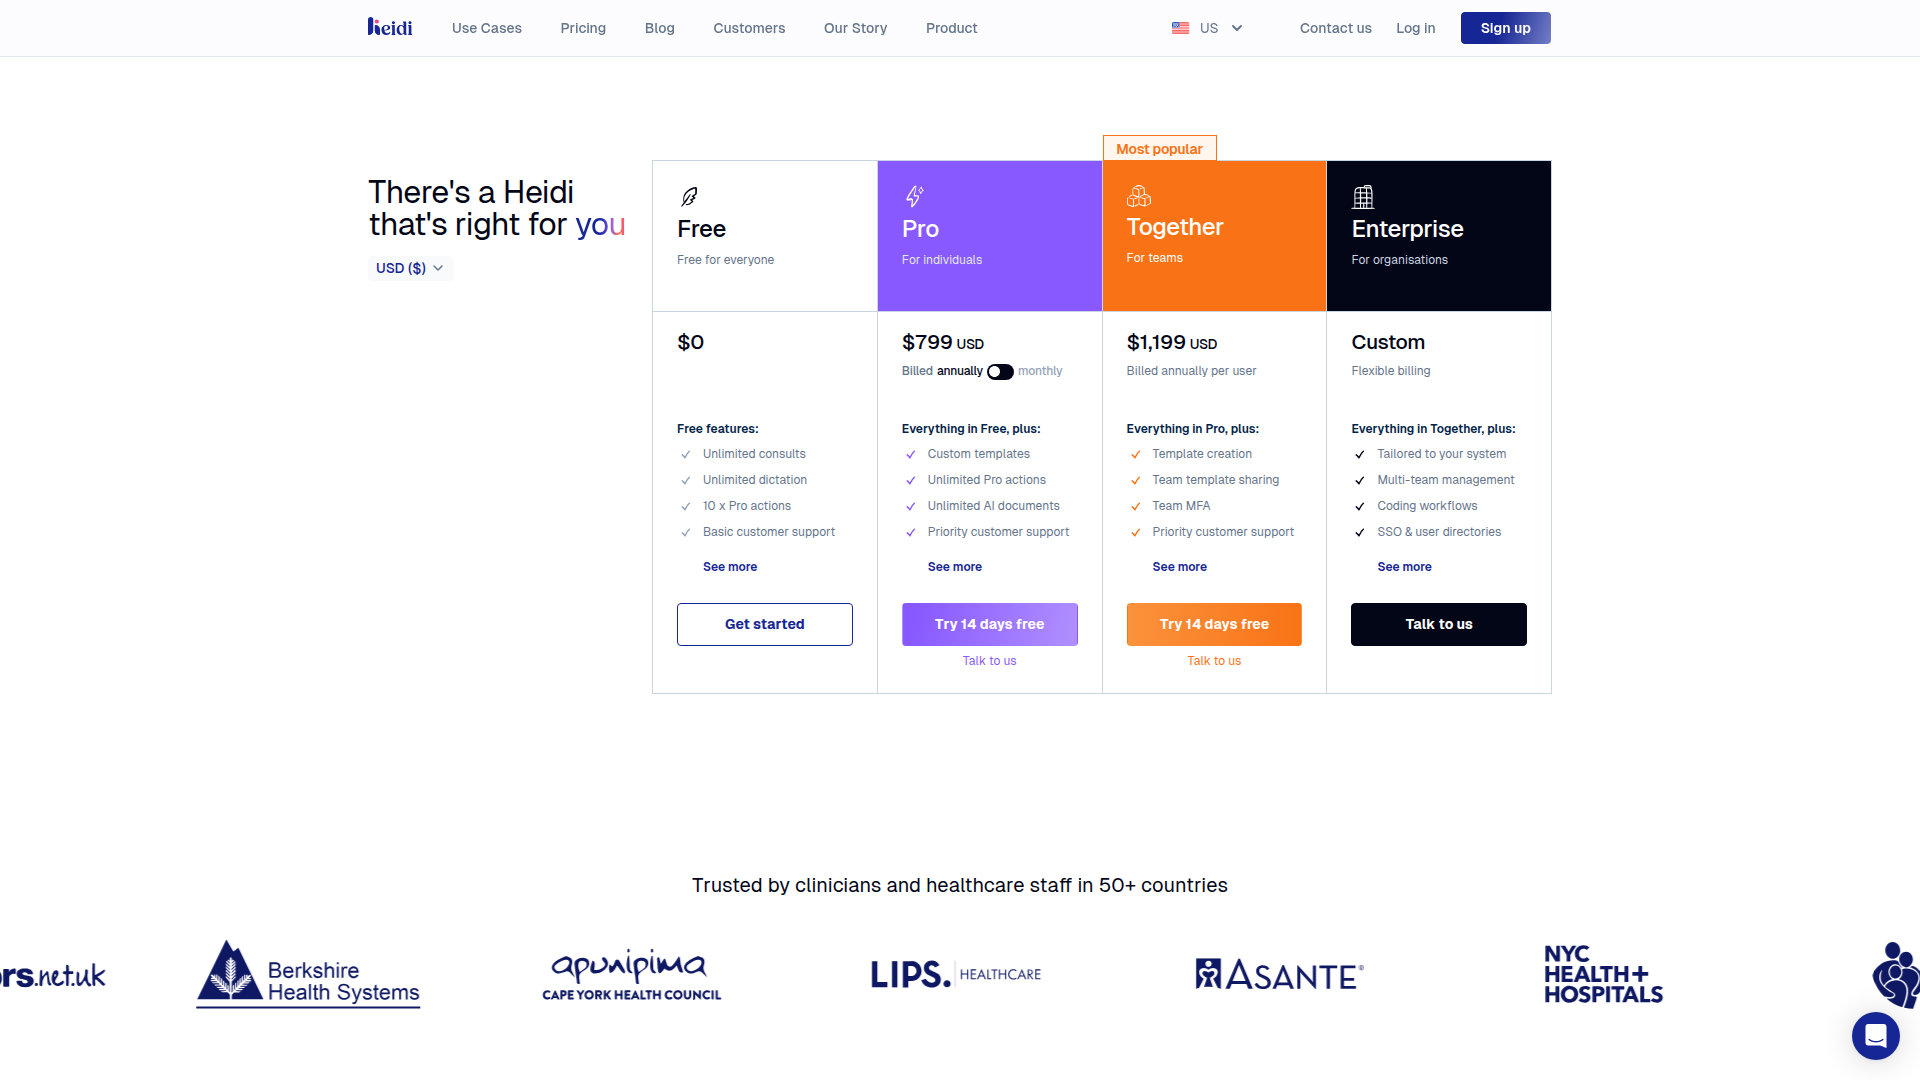 Heidi
Use Cases
Pricing
Blog
Customers
Our Story
Product
US
Contact us
Log in
Sign up
There's a Heidi
that's right for you
USD ($)
Free
Free for everyone
$0
Free features:
Unlimited consults
Unlimited dictation
10 x Pro actions
Basic customer support
See more
Get started
Pro
For individuals
$799 USD
Billed annually monthly
Everything in Free, plus:
Custom templates
Unlimited Pro actions
Unlimited AI documents
Priority customer support
See more
Try 14 days free
Talk to us
Most popular
Together
For teams
$1,199 USD
Billed annually per user
Everything in Pro, plus:
Template creation
Team template sharing
Team MFA
Priority customer support
See more
Try 14 days free
Talk to us
Enterprise
For organisations
Custom
Flexible billing
Everything in Together, plus:
Tailored to your system
Multi-team management
Coding workflows
SSO & user directories
See more
Talk to us
Trusted by clinicians and healthcare staff in 50+ countries
rs.net.uk
Berkshire
Health Systems
apunipima
CAPE YORK HEALTH COUNCIL
LIPS. HEALTHCARE
ASANTE®
NYC
HEALTH+
HOSPITALS